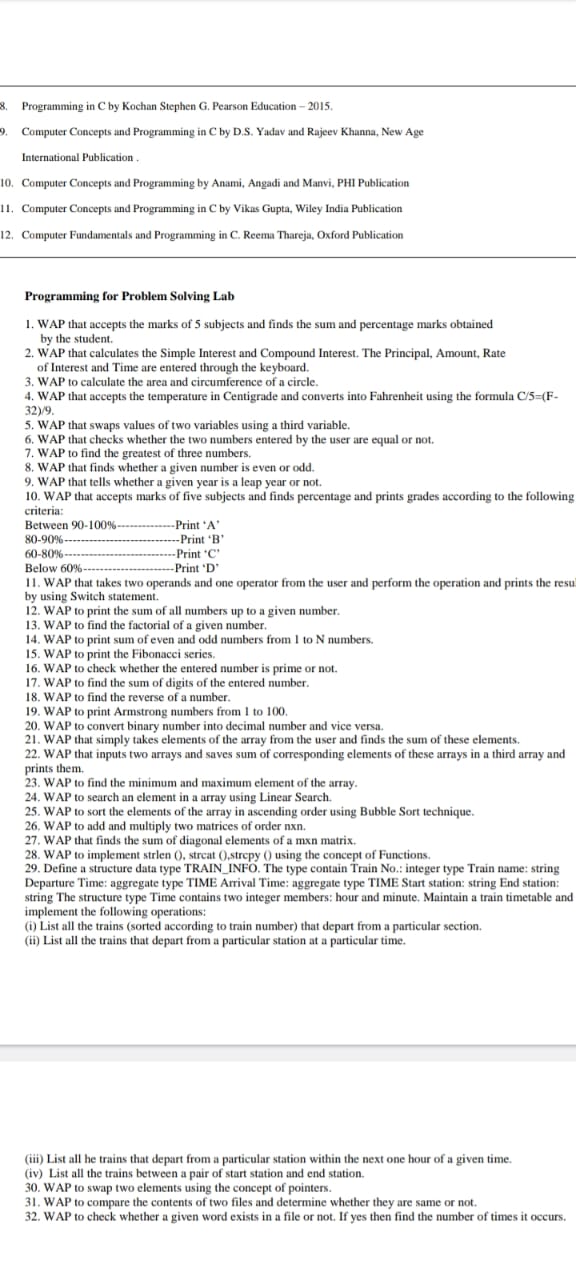 8. Programming in C by Kochan Stephen G. Pearson Education – 2015.
9. Computer Concepts and Programming in C by D.S. Yadav and Rajeev Khanna, New Age
International Publication .
10. Computer Concepts and Programming by Anami, Angadi and Manvi, PHI Publication
11. Computer Concepts and Programming in C by Vikas Gupta, Wiley India Publication
12. Computer Fundamentals and Programming in C. Reema Thareja, Oxford Publication
Programming for Problem Solving Lab
1. WAP that accepts the marks of 5 subjects and finds the sum and percentage marks obtained
by the student.
2. WAP that calculates the Simple Interest and Compound Interest. The Principal, Amount, Rate
of Interest and Time are entered through the keyboard.
3. WAP to calculate the area and circumference of a circle.
4. WAP that accepts the temperature in Centigrade and converts into Fahrenheit using the formula C/5=(F-
32)/9.
5. WAP that swaps values of two variables using a third variable.
6. WAP that checks whether the two numbers entered by the user are equal or not.
7. WAP to find the greatest of three numbers.
8. WAP that finds whether a given number is even or odd.
9. WAP that tells whether a given year is a leap year or not.
10. WAP that accepts marks of five subjects and finds percentage and prints grades according to the following
criteria:
Between 90-100%--------------Print ‘A’
80-90%----------------------------Print ‘B’
60-80%---------------------------Print ‘C’
Below 60%----------------------Print ‘D’
11. WAP that takes two operands and one operator from the user and perform the operation and prints the resul
by using Switch statement.
12. WAP to print the sum of all numbers up to a given number.
13. WAP to find the factorial of a given number.
14. WAP to print sum of even and odd numbers from 1 to N numbers.
15. WAP to print the Fibonacci series.
16. WAP to check whether the entered number is prime or not.
17. WAP to find the sum of digits of the entered number.
18. WAP to find the reverse of a number.
19. WAP to print Armstrong numbers from 1 to 100.
20. WAP to convert binary number into decimal number and vice versa.
21. WAP that simply takes elements of the array from the user and finds the sum of these elements.
22. WAP that inputs two arrays and saves sum of corresponding elements of these arrays in a third array and
prints them.
23. WAP to find the minimum and maximum element of the array.
24. WAP to search an element in a array using Linear Search.
25. WAP to sort the elements of the array in ascending order using Bubble Sort technique.
26. WAP to add and multiply two matrices of order nxn.
27. WAP that finds the sum of diagonal elements of a mxn matrix.
28. WAP to implement strlen (), strcat (),strcpy () using the concept of Functions.
29. Define a structure data type TRAIN_INFO. The type contain Train No.: integer type Train name: string
Departure Time: aggregate type TIME Arrival Time: aggregate type TIME Start station: string End station:
string The structure type Time contains two integer members: hour and minute. Maintain a train timetable and
implement the following operations:
(i) List all the trains (sorted according to train number) that depart from a particular section.
(ii) List all the trains that depart from a particular station at a particular time.
(iii) List all he trains that depart from a particular station within the next one hour of a given time.
(iv) List all the trains between a pair of start station and end station.
30. WAP to swap two elements using the concept of pointers.
31. WAP to compare the contents of two files and determine whether they are same or not.
32. WAP to check whether a given word exists in a file or not. If yes then find the number of times it occurs.